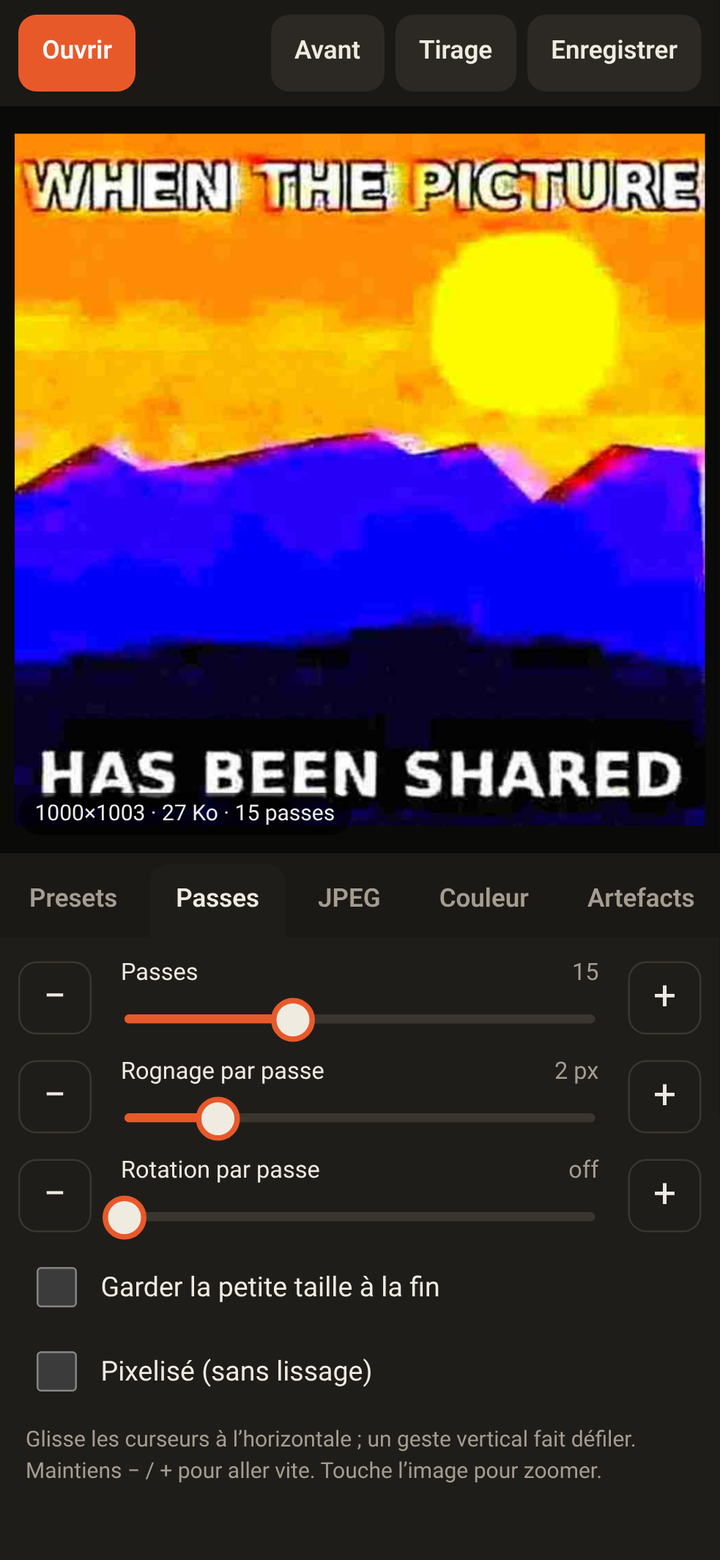 Ouvrir
Avant
Tirage
Enregistrer
WHEN THE PICTURE
HAS BEEN SHARED
1000×1003 · 27 Ko · 15 passes
Presets
Passes
JPEG
Couleur
Artefacts
−
Passes
15
+
−
Rognage par passe
2 px
+
−
Rotation par passe
off
+
Garder la petite taille à la fin
Pixelisé (sans lissage)
Glisse les curseurs à l’horizontale ; un geste vertical fait défiler.
Maintiens − / + pour aller vite. Touche l’image pour zoomer.